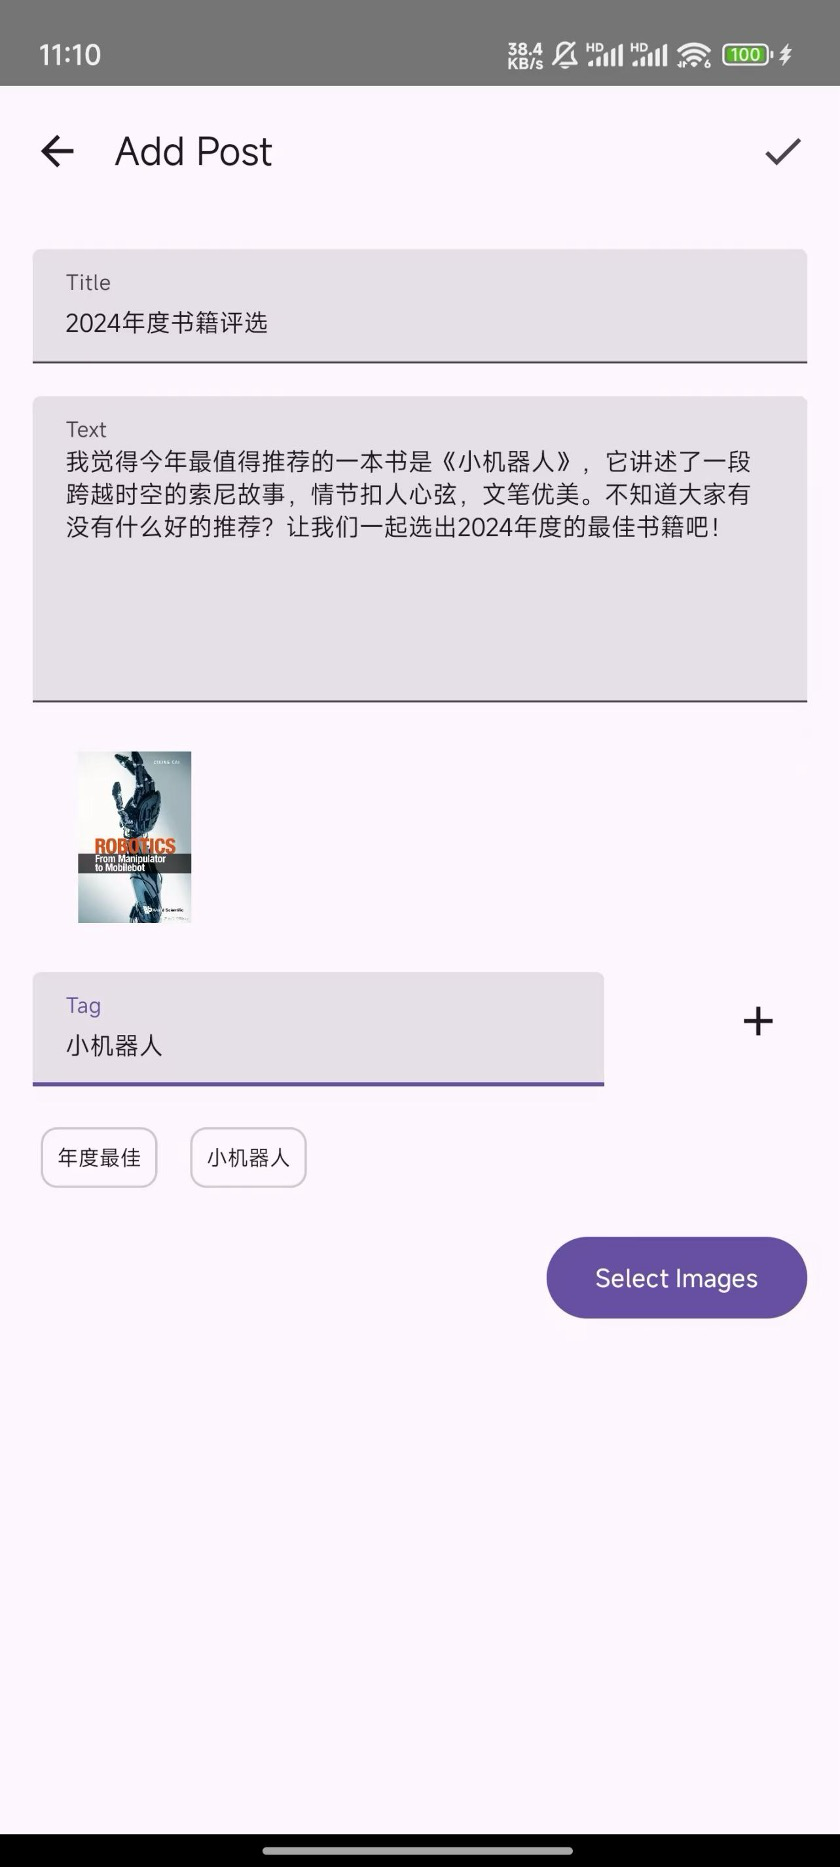 11:10
38.4
KB/s
HD
HD
6
100
Add Post
Title
2024年度书籍评选
Text
我觉得今年最值得推荐的一本书是《小机器人》，它讲述了一段
跨越时空的索尼故事，情节扣人心弦，文笔优美。不知道大家有
没有什么好的推荐？让我们一起选出2024年度的最佳书籍吧！
ROBOTICS
From Manipulator
to Mobilebot
Tag
小机器人
年度最佳
小机器人
Select Images